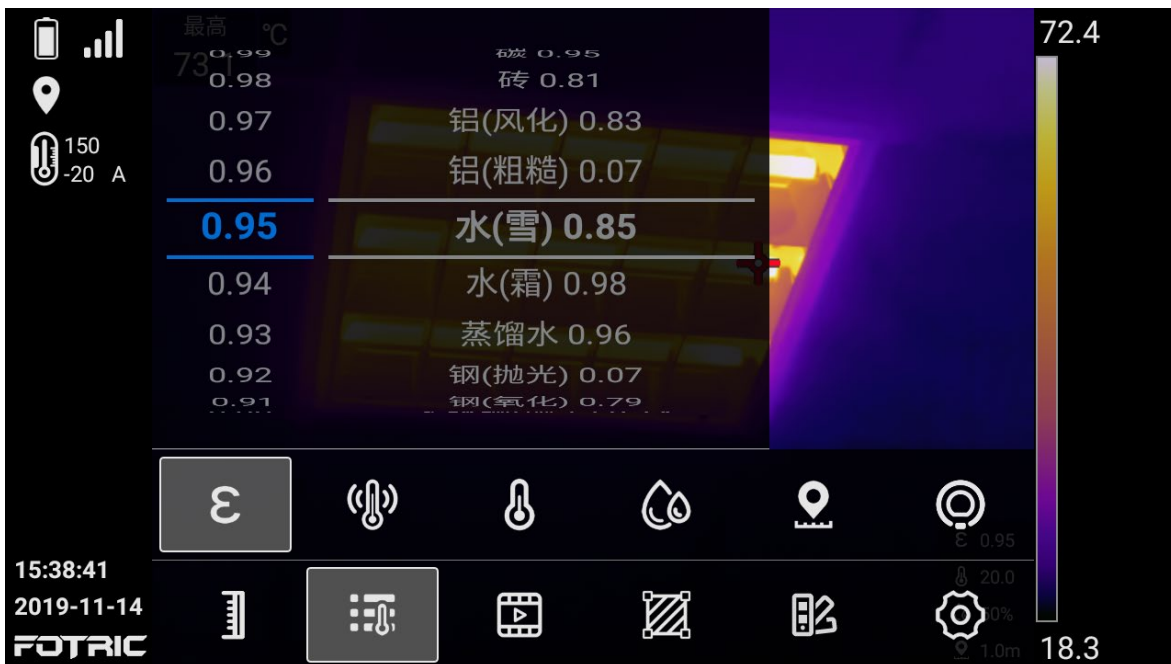 最高 °C
73.1
72.4
150
-20 A
0.99 碳 0.95
0.98 砖 0.81
0.97 铝(风化) 0.83
0.96 铝(粗糙) 0.07
0.95 水(雪) 0.85
0.94 水(霜) 0.98
0.93 蒸馏水 0.96
0.92 钢(抛光) 0.07
0.91 钢(氧化) 0.79
ε
ε 0.95
20.0
50%
1.0m
15:38:41
2019-11-14
FOTRIC
18.3